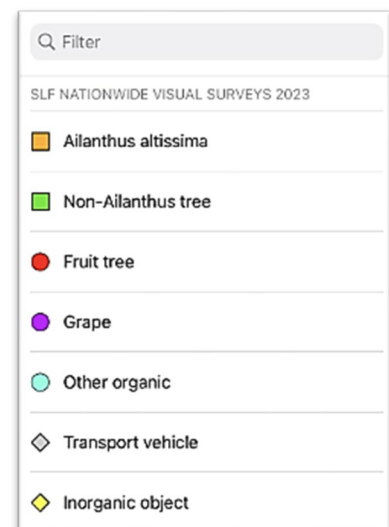 Filter
SLF NATIONWIDE VISUAL SURVEYS 2023
Ailanthus altissima
Non-Ailanthus tree
Fruit tree
Grape
Other organic
Transport vehicle
Inorganic object